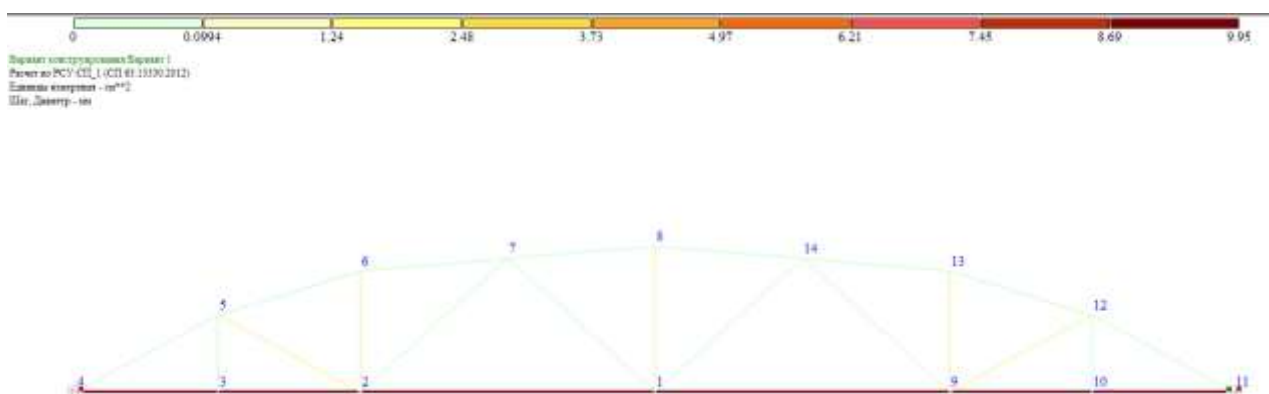 0 0.0994 1.24 2.48 3.73 4.97 6.21 7.45 8.69 9.95
Вариант конструирования:Вариант 1
Расчет по РСУ:СП_1 (СП 63.13330.2012)
Единицы измерения - см**2
Шаг, Диаметр - мм
8
7 14
6 13
5 12
4 3 2 1 9 10 11